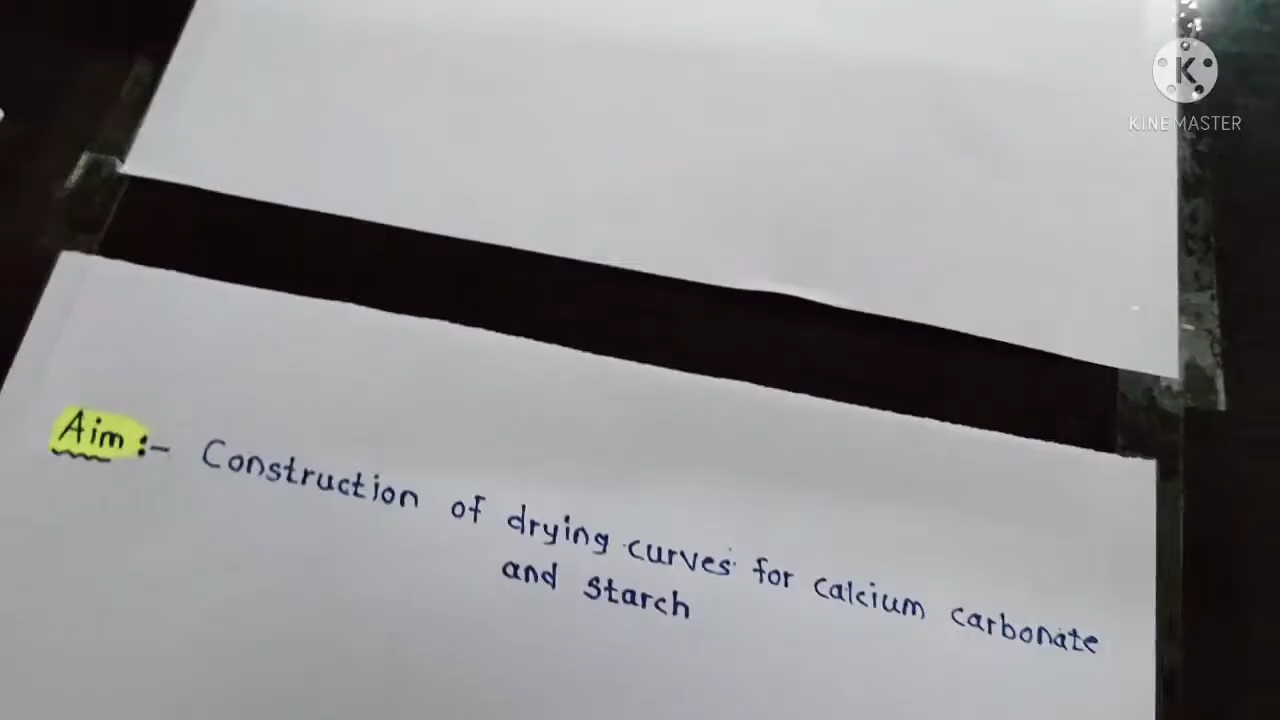 K
KINEMASTER
Aim:- Construction of drying curves for calcium carbonate
and starch